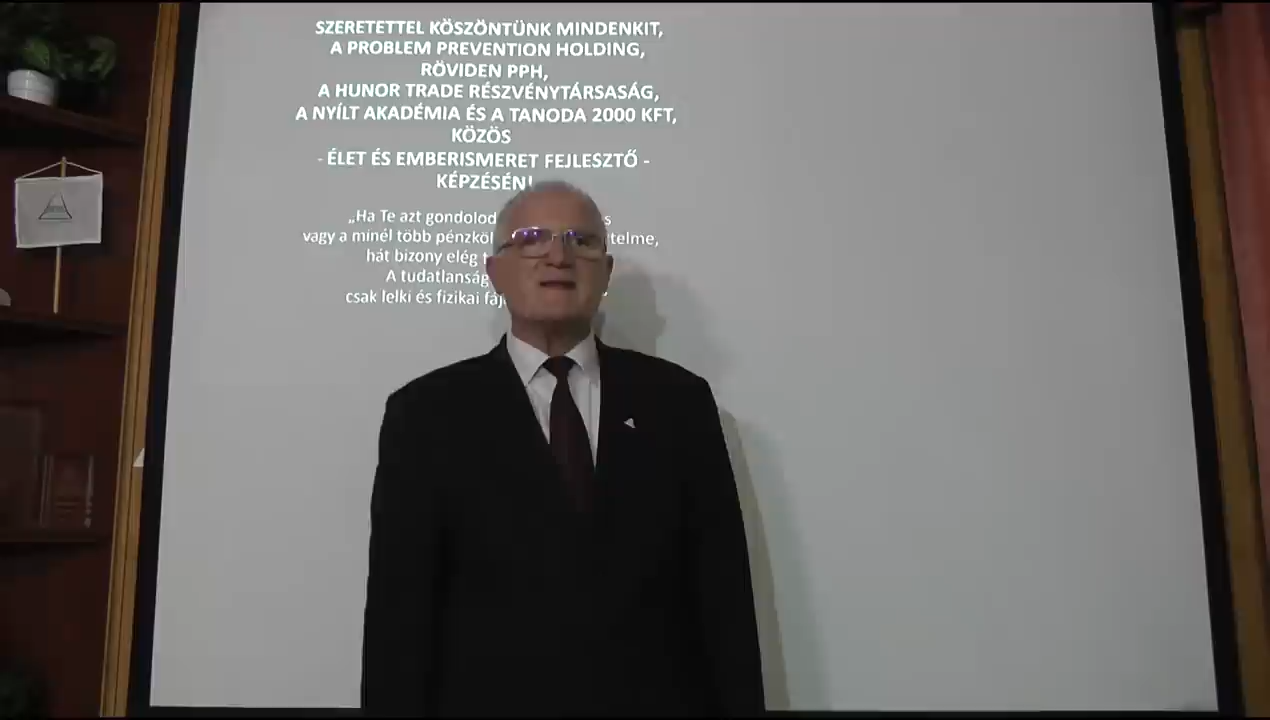 SZERETETTEL KÖSZÖNTÜNK MINDENKIT,
A PROBLEM PREVENTION HOLDING,
RÖVIDEN PPH,
A HUNOR TRADE RÉSZVÉNYTÁRSASÁG,
A NYÍLT AKADÉMIA ÉS A TANODA 2000 KFT,
KÖZÖS
- ÉLET ÉS EMBERISMERET FEJLESZTŐ -
KÉPZÉSÉN!
„Ha Te azt gondolod
vagy a minél több
hát bizony elég
A tudatlanság
csak lelki és fizikai